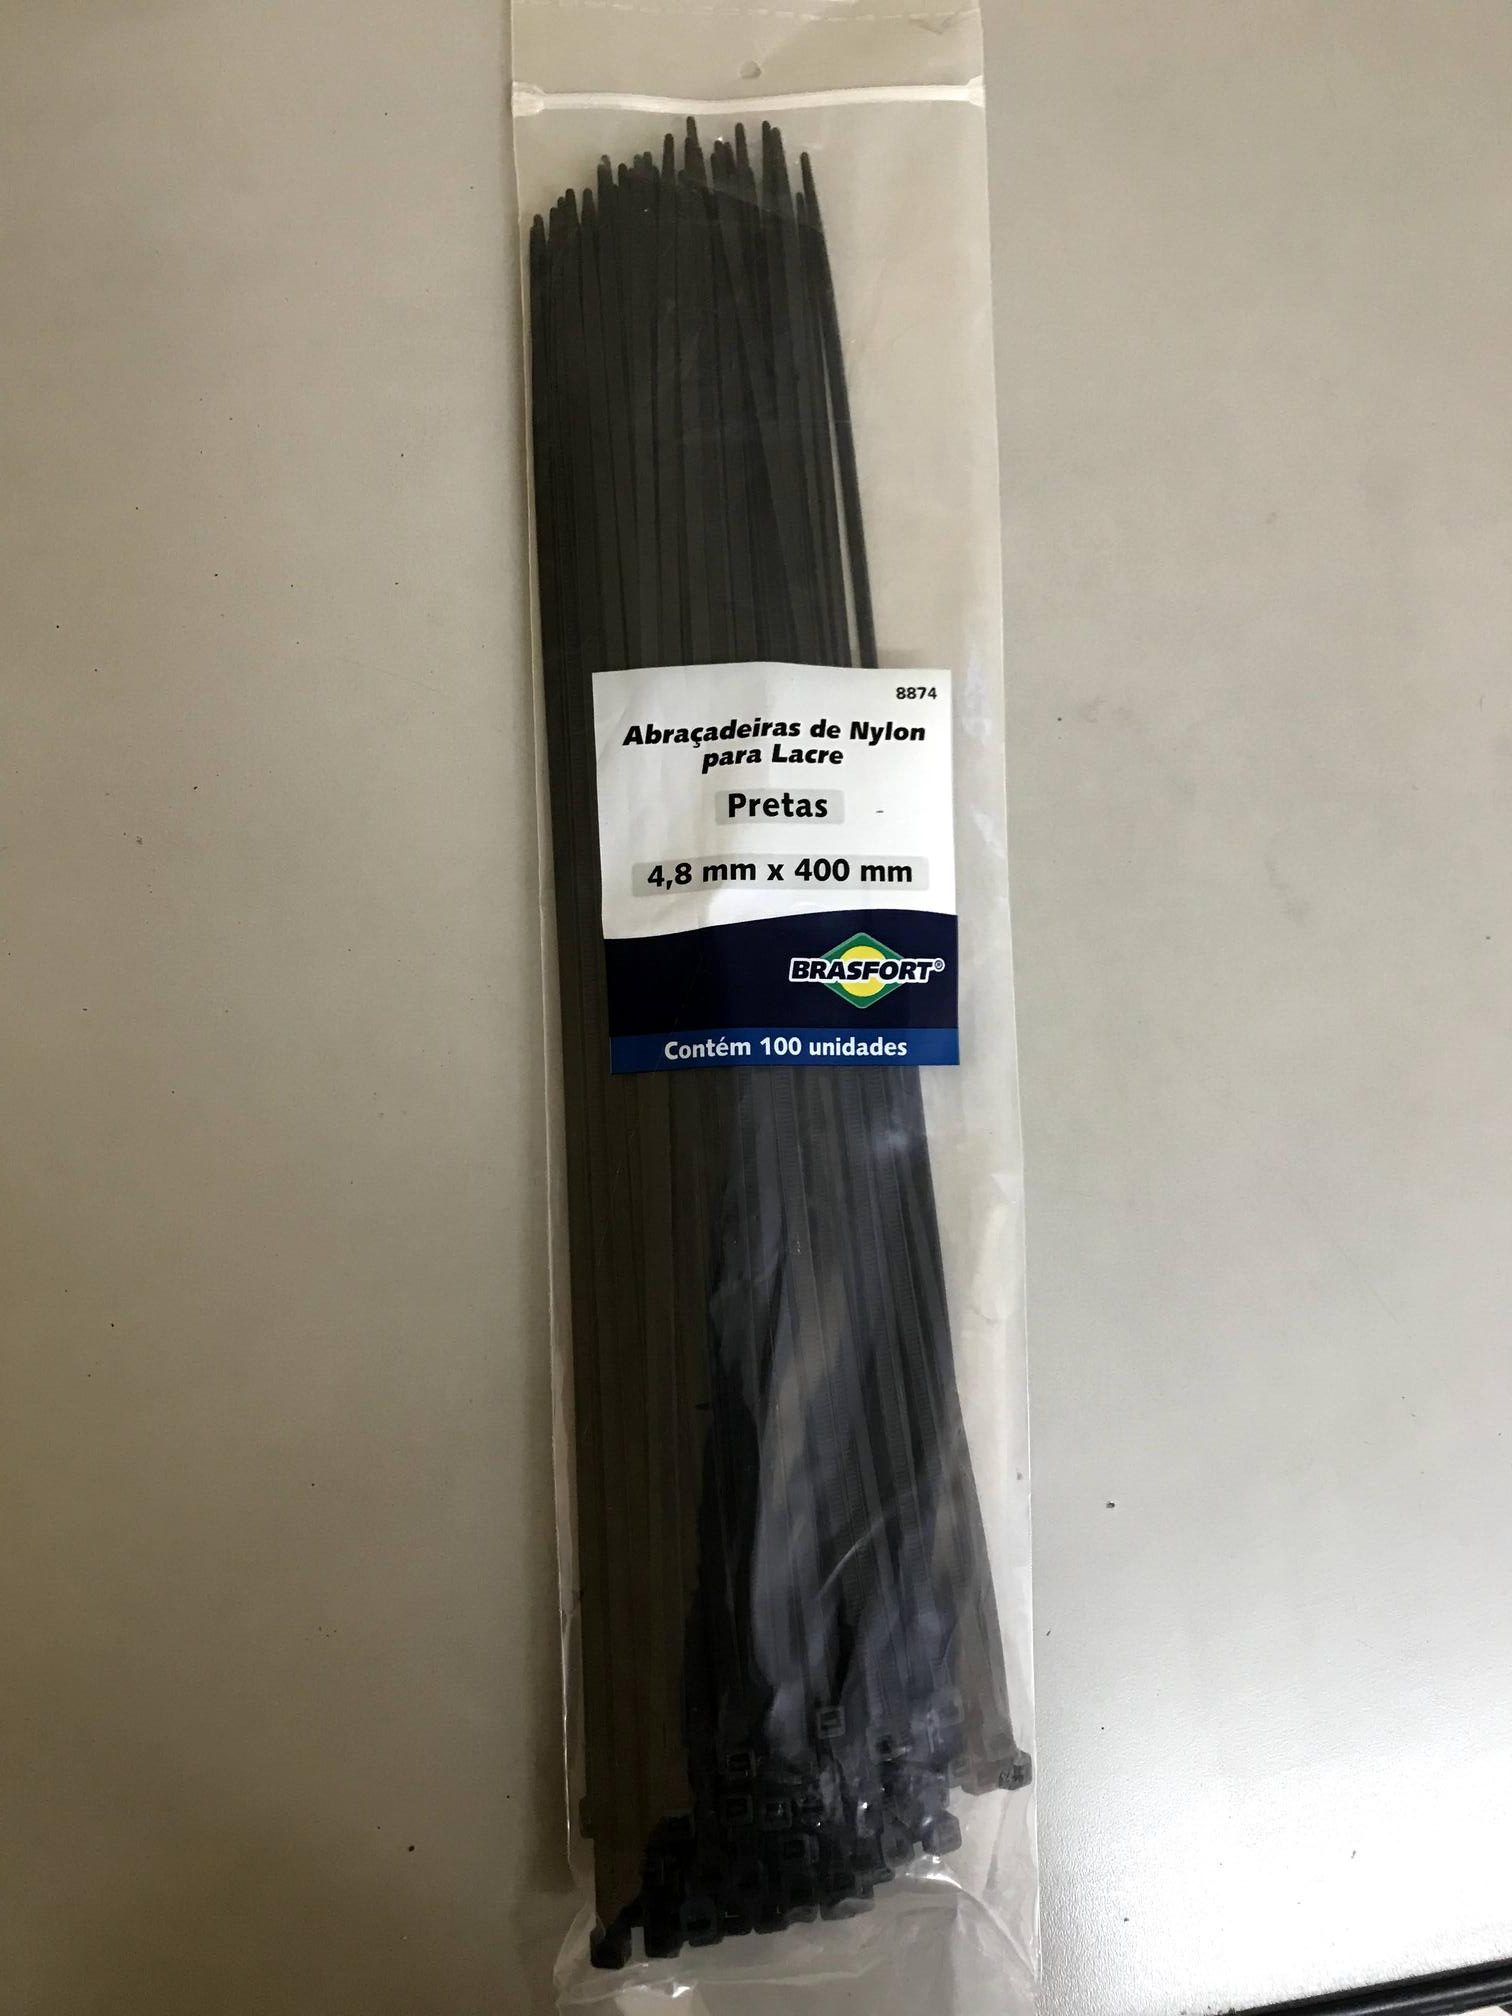 8874
Abraçadeiras de Nylon
para Lacre
Pretas
4,8 mm x 400 mm
BRASFORT®
Contém 100 unidades